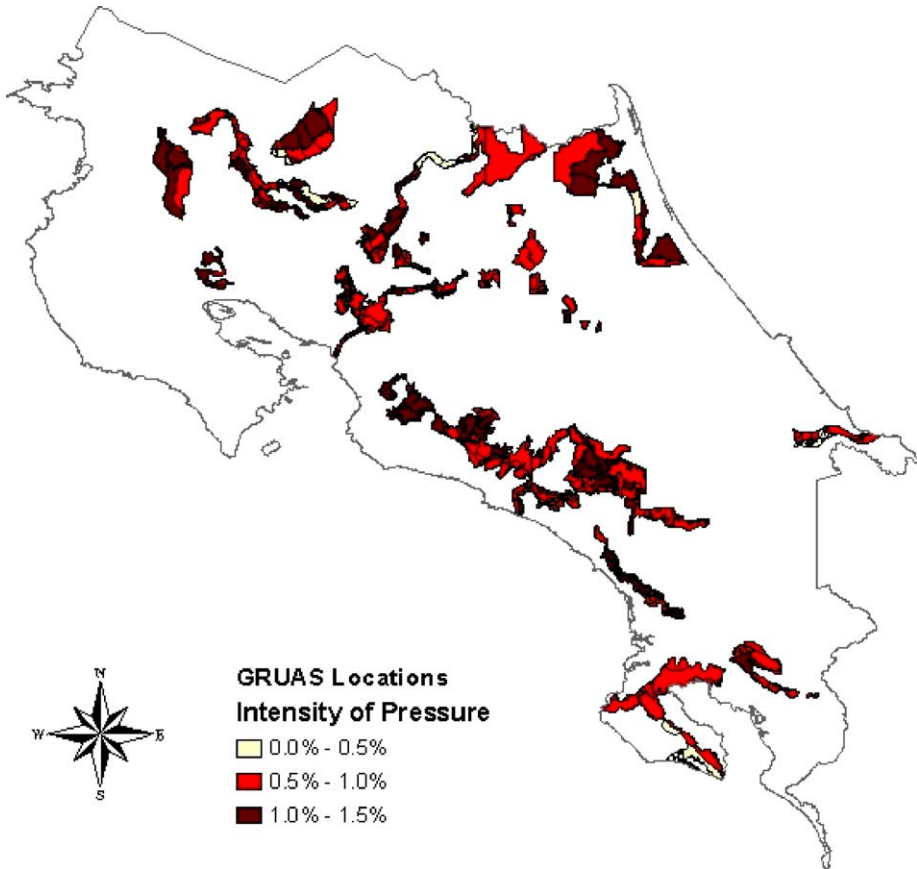 GRUAS Locations
Intensity of Pressure
0.0% - 0.5%
0.5% - 1.0%
1.0% - 1.5%
N
W E
S